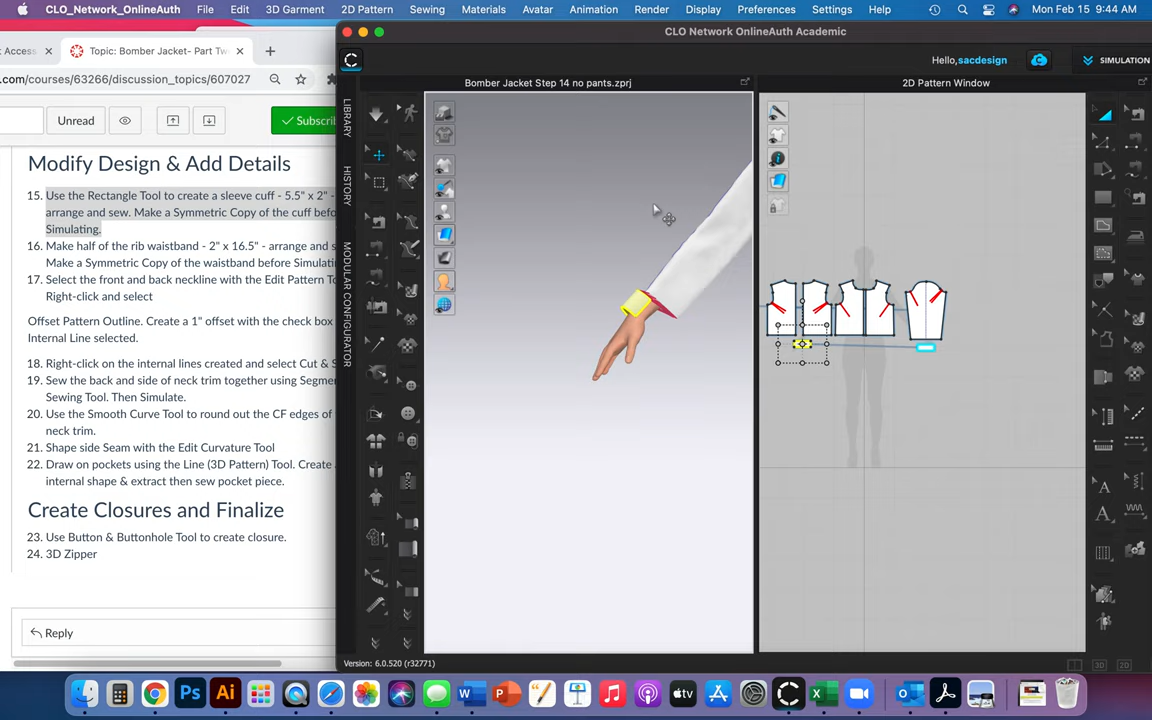 CLO_Network_OnlineAuth File Edit 3D Garment 2D Pattern Sewing Materials Avatar Animation Render Display Preferences Settings Help Mon Feb 15 9:44 AM
Acces × Topic: Bomber Jacket- Part Tw × +
.com/courses/63266/discussion_topics/607027
CLO Network OnlineAuth Academic
Hello,sacdesign SIMULATION
Bomber Jacket Step 14 no pants.zprj 2D Pattern Window
Unread Subscri
LIBRARY
HISTORY
MODULAR CONFIGURATOR
Modify Design & Add Details
15. Use the Rectangle Tool to create a sleeve cuff - 5.5" x 2" -
arrange and sew. Make a Symmetric Copy of the cuff befo
Simulating.
16. Make half of the rib waistband - 2" x 16.5" - arrange and s
Make a Symmetric Copy of the waistband before Simulati
17. Select the front and back neckline with the Edit Pattern To
Right-click and select
Offset Pattern Outline. Create a 1" offset with the check box
Internal Line selected.
18. Right-click on the internal lines created and select Cut & S
19. Sew the back and side of neck trim together using Segmen
Sewing Tool. Then Simulate.
20. Use the Smooth Curve Tool to round out the CF edges of
neck trim.
21. Shape side Seam with the Edit Curvature Tool
22. Draw on pockets using the Line (3D Pattern) Tool. Create
internal shape & extract then sew pocket piece.
Create Closures and Finalize
23. Use Button & Buttonhole Tool to create closure.
24. 3D Zipper
Reply
Version: 6.0.520 (r32771)
3D 2D
Ps Ai